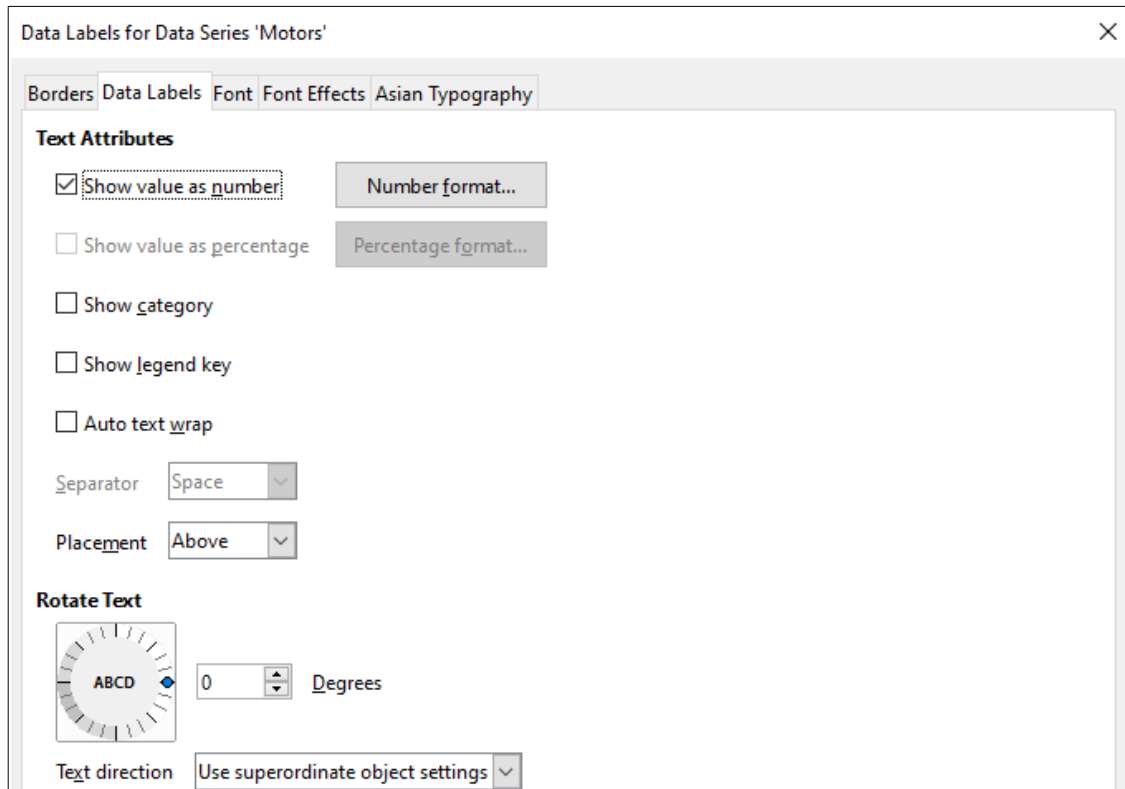 Data Labels for Data Series 'Motors'
Borders Data Labels Font Font Effects Asian Typography
Text Attributes
Show value as number Number format...
Show value as percentage Percentage format...
Show category
Show legend key
Auto text wrap
Separator Space
Placement Above
Rotate Text
ABCD 0 Degrees
Text direction Use superordinate object settings